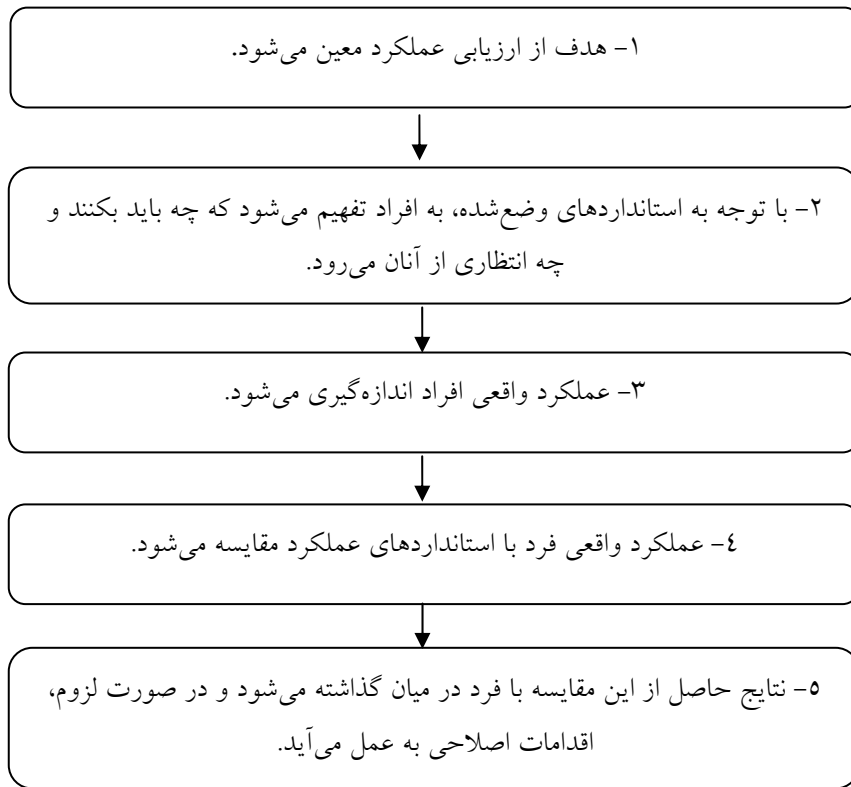 ۱- هدف از ارزیابی عملکرد معین می‌شود.
۲- با توجه به استانداردهای وضع‌شده، به افراد تفهیم می‌شود که چه باید بکنند و
چه انتظاری از آنان می‌رود.
۳- عملکرد واقعی افراد اندازه‌گیری می‌شود.
٤- عملکرد واقعی فرد با استانداردهای عملکرد مقایسه می‌شود.
٥- نتایج حاصل از این مقایسه با فرد در میان گذاشته می‌شود و در صورت لزوم،
اقدامات اصلاحی به عمل می‌آید.